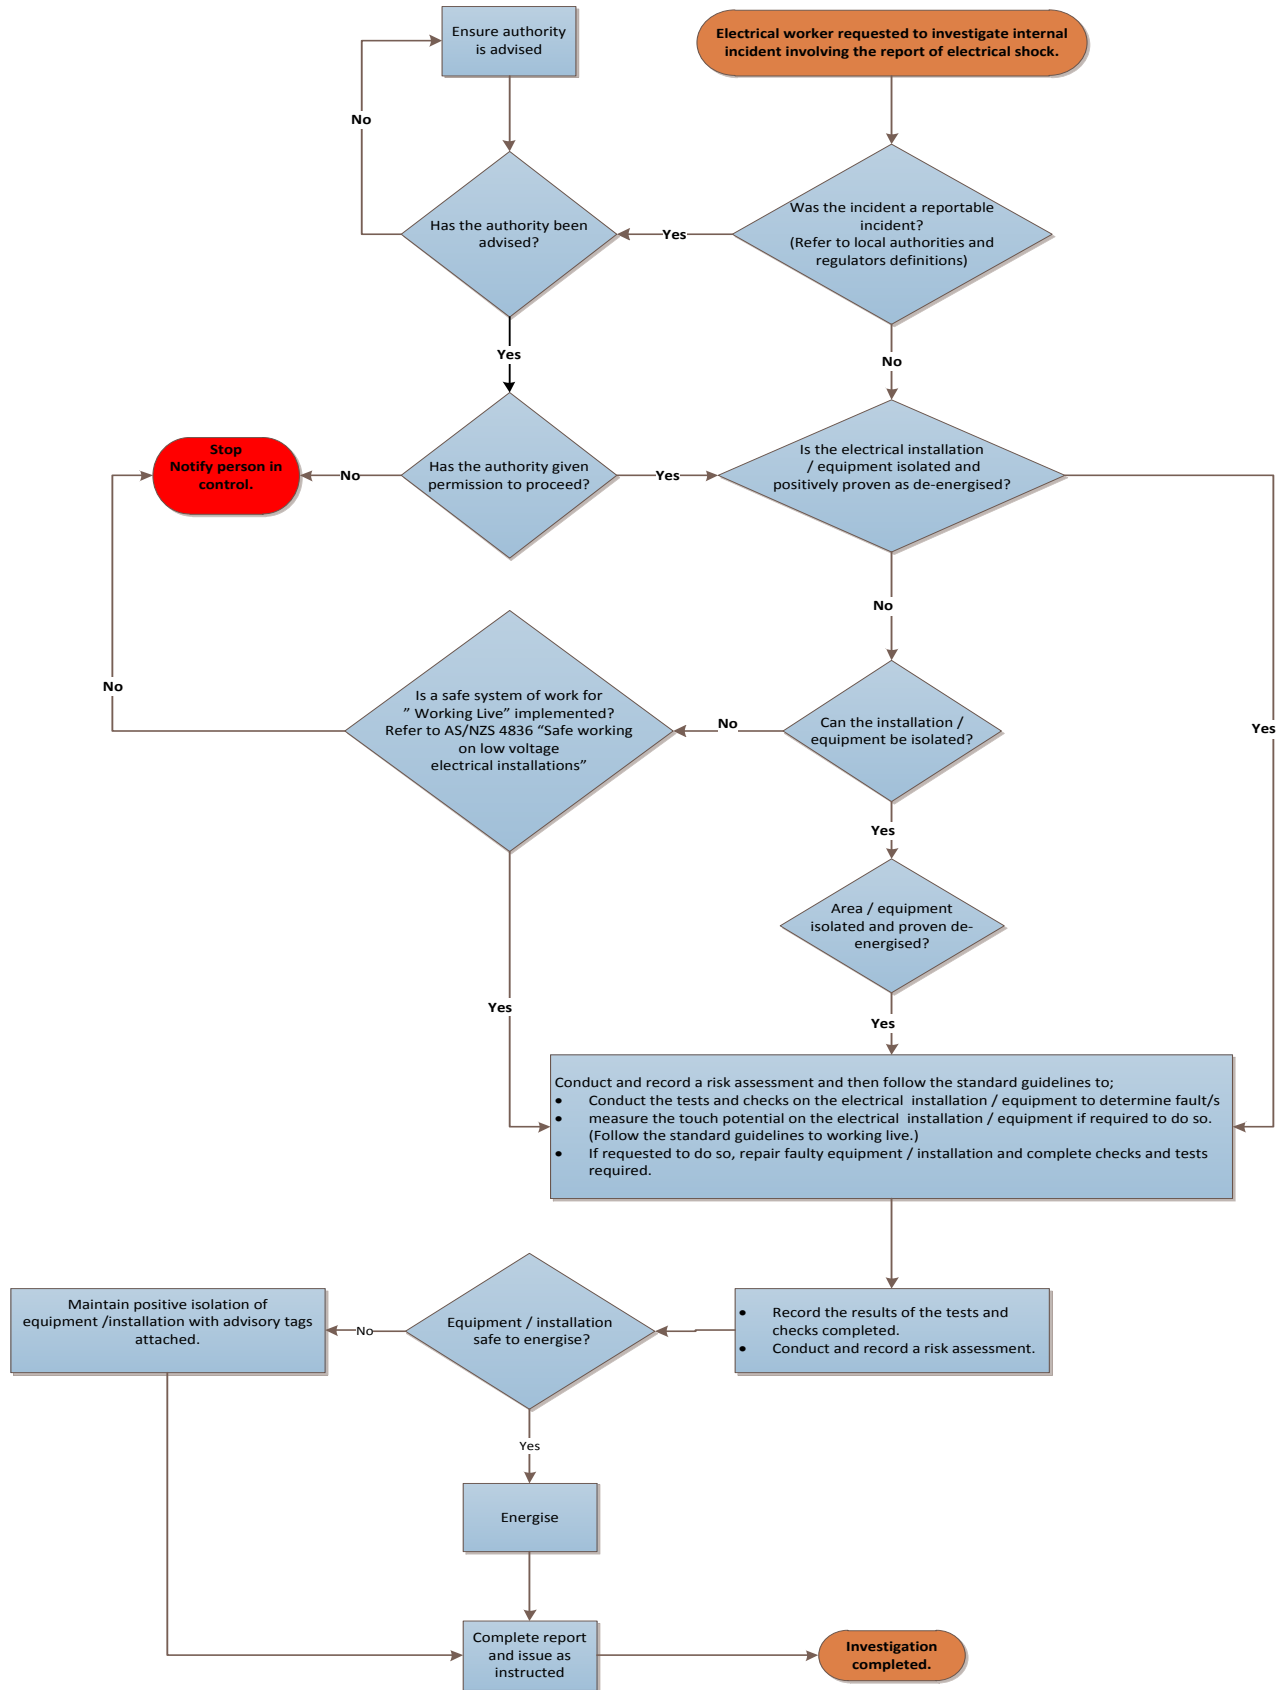 Ensure authority
is advised
Electrical worker requested to investigate internal
incident involving the report of electrical shock.
No
Was the incident a reportable
incident?
(Refer to local authorities and
regulators definitions)
Yes
Has the authority been
advised?
Yes
No
Stop
Notify person in
control.
No
Has the authority given
permission to proceed?
Yes
Is the electrical installation
/ equipment isolated and
positively proven as de-energised?
No
No
Is a safe system of work for
” Working Live” implemented?
Refer to AS/NZS 4836 “Safe working
on low voltage
electrical installations”
No
Can the installation /
equipment be isolated?
Yes
Yes
Area / equipment
isolated and proven de-
energised?
Yes
Yes
Conduct and record a risk assessment and then follow the standard guidelines to;
• Conduct the tests and checks on the electrical installation / equipment to determine fault/s
• measure the touch potential on the electrical installation / equipment if required to do so.
(Follow the standard guidelines to working live.)
• If requested to do so, repair faulty equipment / installation and complete checks and tests
required.
Maintain positive isolation of
equipment /installation with advisory tags
attached.
No
Equipment / installation
safe to energise?
• Record the results of the tests and
checks completed.
• Conduct and record a risk assessment.
Yes
Energise
Complete report
and issue as
instructed
Investigation
completed.